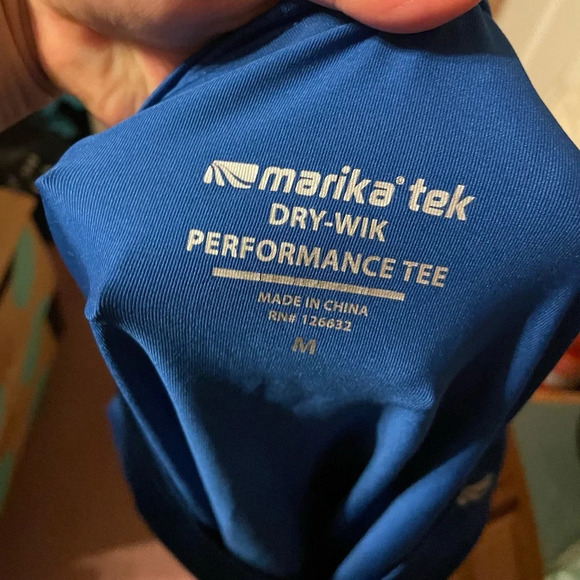 marika® tek
DRY-WIK
PERFORMANCE TEE
MADE IN CHINA
RN# 126632
M